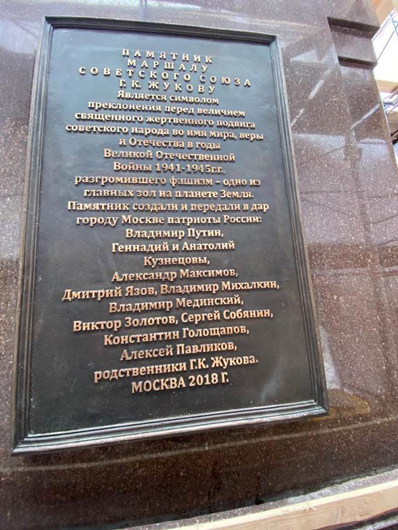 ПАМЯТНИК
МАРШАЛУ
СОВЕТСКОГО СОЮЗА
Г. К. ЖУКОВУ
Является символом
преклонения перед величием
священного жертвенного подвига
советского народа во имя мира, веры
и Отечества в годы
Великой Отечественной
Войны 1941-1945г.г.,
разгромившего фашизм – одно из
главных зол на планете Земля.
Памятник создали и передали в дар
городу Москве патриоты России:
Владимир Путин,
Геннадий и Анатолий
Кузнецовы,
Александр Максимов,
Дмитрий Язов, Владимир Михалкин,
Владимир Мединский,
Виктор Золотов, Сергей Собянин,
Константин Голощапов,
Алексей Павликов,
родственники Г.К. Жукова.
МОСКВА 2018 Г.